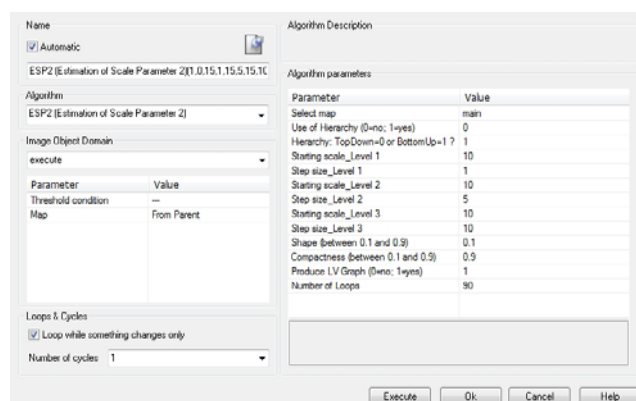 Name
Automatic
ESP2 (Estimation of Scale Parameter 2)(1,0,15,1,15,5,15,10
Algorithm
ESP2 (Estimation of Scale Parameter 2)
Image Object Domain
execute
Parameter Value
Threshold condition ---
Map From Parent
Loops & Cycles
Loop while something changes only
Number of cycles 1
Algorithm Description
Algorithm parameters
Parameter Value
Select map main
Use of Hierarchy (0=no; 1=yes) 0
Hierarchy: TopDown=0 or BottomUp=1 ? 1
Starting scale_Level 1 10
Step size_Level 1 1
Starting scale_Level 2 10
Step size_Level 2 5
Starting scale_Level 3 10
Step size_Level 3 10
Shape (between 0.1 and 0.9) 0.1
Compactness (between 0.1 and 0.9) 0.9
Produce LV Graph (0=no; 1=yes) 1
Number of Loops 90
Execute Ok Cancel Help